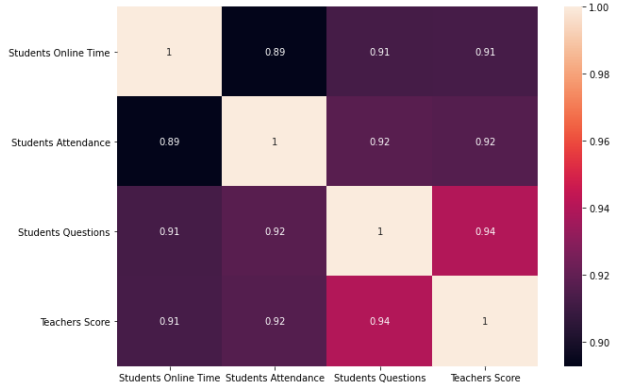 1.00
Students Online Time 1 0.89 0.91 0.91
0.98
Students Attendance 0.89 1 0.92 0.92
0.96
0.94
Students Questions 0.91 0.92 1 0.94
0.92
Teachers Score 0.91 0.92 0.94 1
0.90
Students Online Time Students Attendance Students Questions Teachers Score